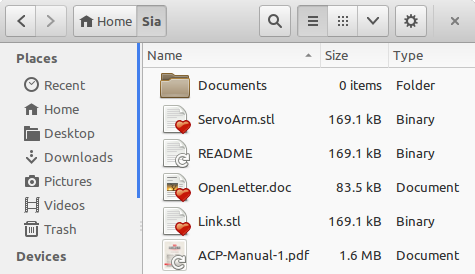 Home Sia
Places
Recent
Home
Desktop
Downloads
Pictures
Videos
Trash
Devices
Name Size Type
Documents 0 items Folder
ServoArm.stl 169.1 kB Binary
README 169.1 kB Binary
OpenLetter.doc 83.5 kB Document
Link.stl 169.1 kB Binary
ACP-Manual-1.pdf 1.6 MB Document